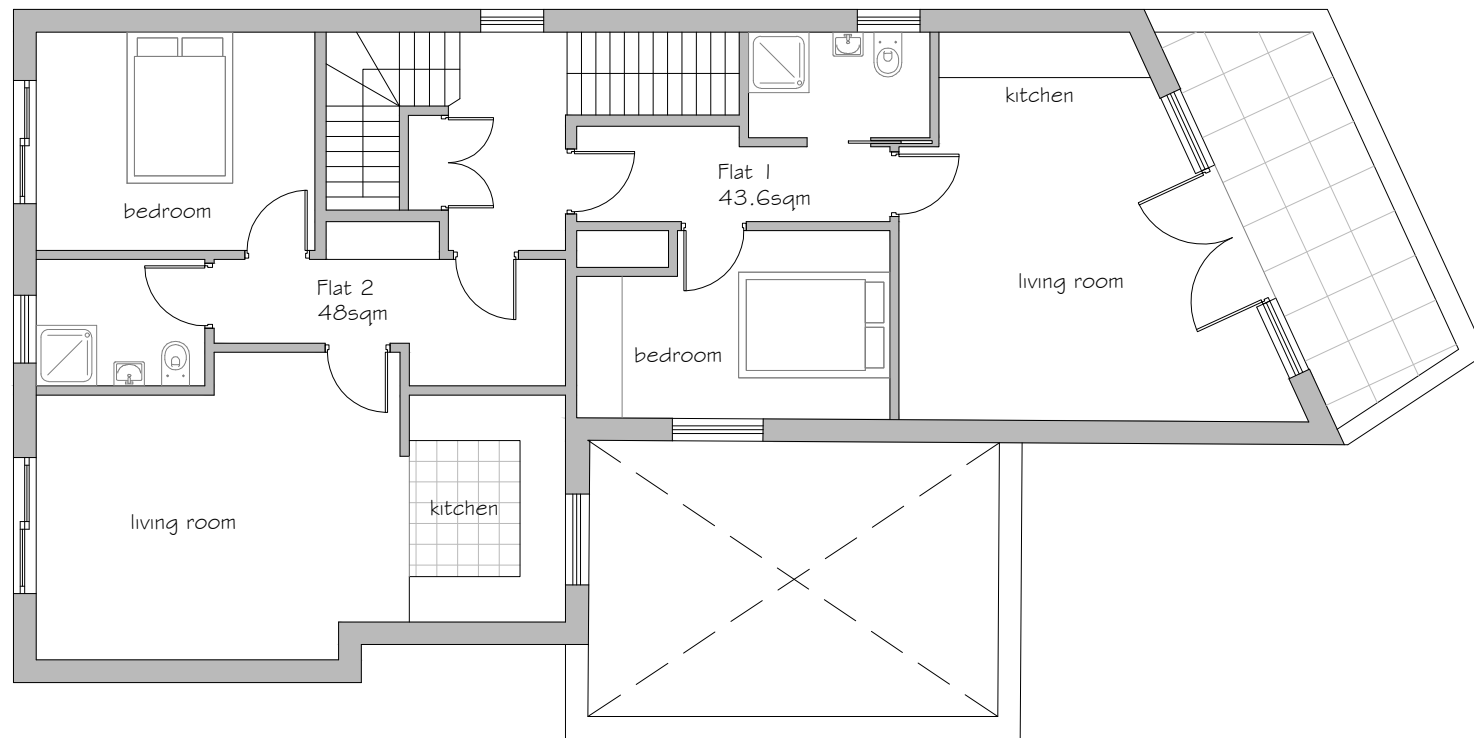 kitchen
Flat 1
43.6sqm
bedroom
living room
Flat 2
48sqm
bedroom
living room
kitchen